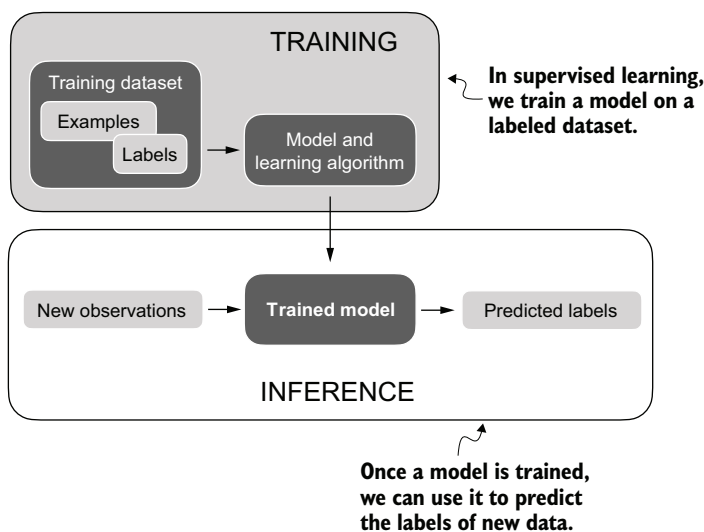 TRAINING
Training dataset
Examples
Labels
Model and
learning algorithm
In supervised learning,
we train a model on a
labeled dataset.
New observations
Trained model
Predicted labels
INFERENCE
Once a model is trained,
we can use it to predict
the labels of new data.